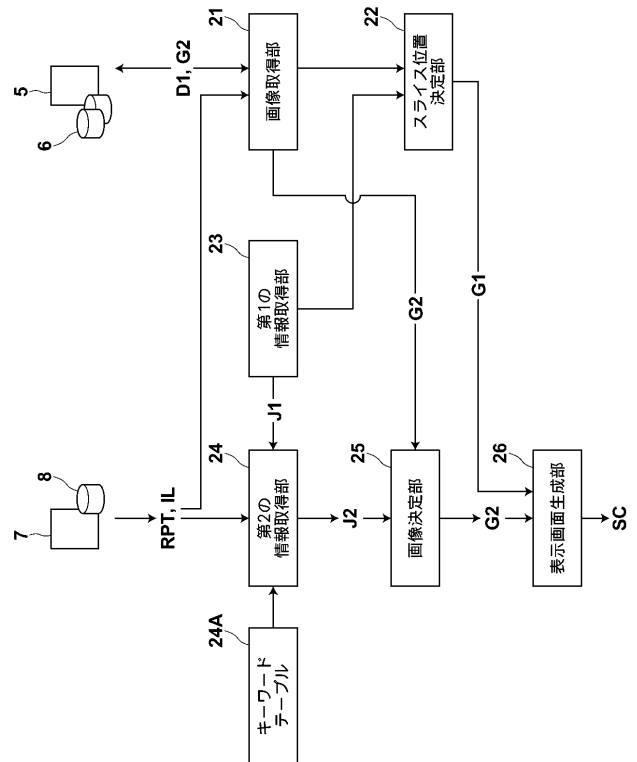 5
6
D1, G2
21
画像取得部
22
スライス位置
決定部
23
第1の
情報取得部
J1
G2
G1
7
8
RPT, IL
24
第2の
情報取得部
J2
25
画像決定部
G2
26
表示画面生成部
SC
24A
キーワード
テーブル